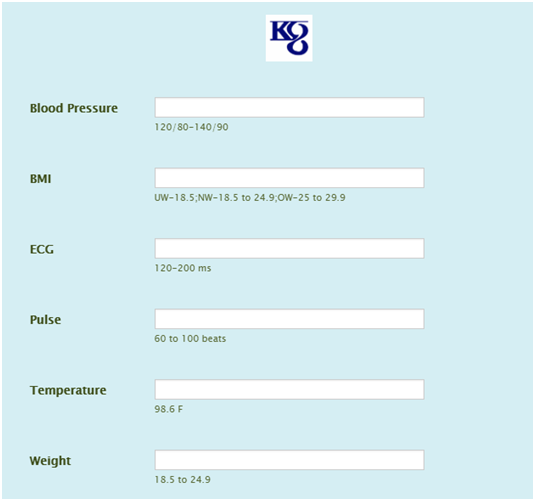 K8
Blood Pressure
120/80-140/90
BMI
UW-18.5;NW-18.5 to 24.9;OW-25 to 29.9
ECG
120-200 ms
Pulse
60 to 100 beats
Temperature
98.6 F
Weight
18.5 to 24.9